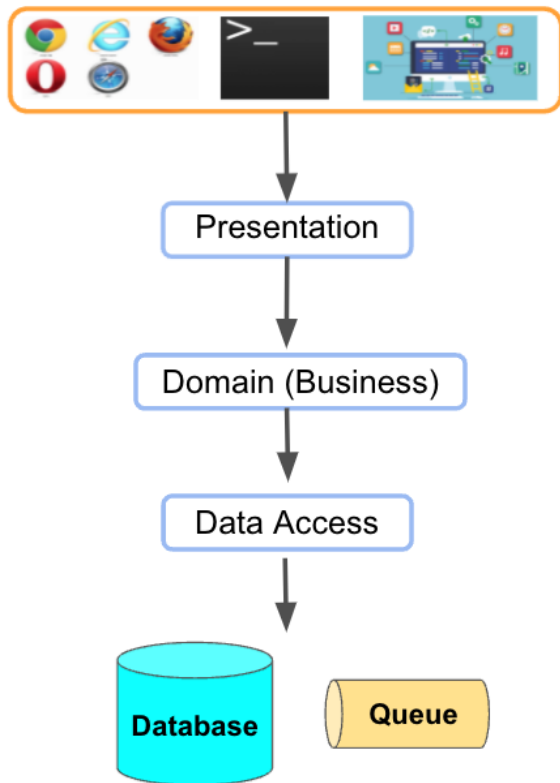 >_
Presentation
Domain (Business)
Data Access
Database
Queue